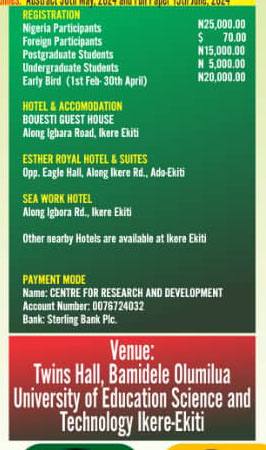 Abstract 30th May, 2024 and Full Paper 15th June, 2024
REGISTRATION
Nigeria Participants N25,000.00
Foreign Participants $ 70.00
Postgraduate Students N15,000.00
Undergraduate Students N 5,000.00
Early Bird (1st Feb- 30th April) N20,000.00
HOTEL & ACCOMODATION
BOUESTI GUEST HOUSE
Along Igbara Road, Ikere Ekiti
ESTHER ROYAL HOTEL & SUITES
Opp. Eagle Hall, Along Ikere Rd., Ado-Ekiti
SEA WORK HOTEL
Along Igbora Rd., Ikere Ekiti
Other nearby Hotels are available at Ikere Ekiti
PAYMENT MODE
Name: CENTRE FOR RESEARCH AND DEVELOPMENT
Account Number: 0076724032
Bank: Sterling Bank Plc.
Venue:
Twins Hall, Bamidele Olumilua
University of Education Science and
Technology Ikere-Ekiti